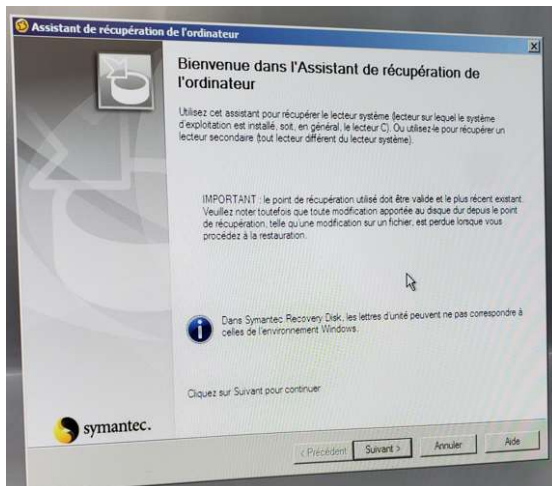 Assistant de récupération de l'ordinateur
Bienvenue dans l'Assistant de récupération de
l'ordinateur
Utilisez cet assistant pour récupérer le lecteur système (lecteur sur lequel le système
d'exploitation est installé, soit, en général, le lecteur C). Ou utilisez-le pour récupérer un
lecteur secondaire (tout lecteur différent du lecteur système).
IMPORTANT : le point de récupération utilisé doit être valide et le plus récent existant.
Veuillez noter toutefois que toute modification apportée au disque dur depuis le point
de récupération, telle qu'une modification sur un fichier, est perdue lorsque vous
procédez à la restauration.
Dans Symantec Recovery Disk, les lettres d'unité peuvent ne pas correspondre à
celles de l'environnement Windows.
Cliquez sur Suivant pour continuer
symantec.
< Précédent Suivant > Annuler Aide